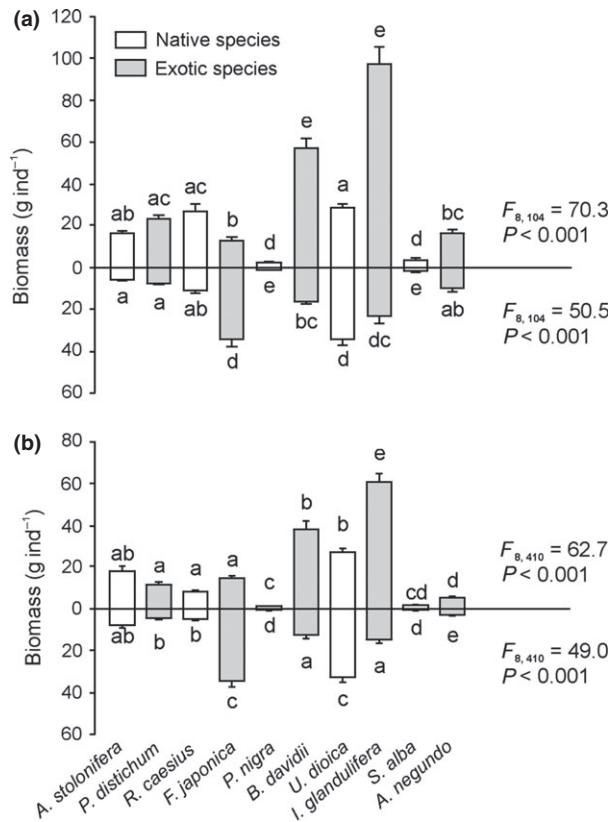 (a)
120
100
80
60
40
20
0
20
40
60
Biomass (g ind⁻¹)
Native species
Exotic species
ab ac ac b d e a e d bc
a a ab d e bc d dc e ab
F8, 104 = 70.3
P < 0.001
F8, 104 = 50.5
P < 0.001
(b)
80
60
40
20
0
20
40
60
Biomass (g ind⁻¹)
ab a a a c b b e cd d
ab b b c d a c a d e
F8, 410 = 62.7
P < 0.001
F8, 410 = 49.0
P < 0.001
A. stolonifera
P. distichum
R. caesius
F. japonica
P. nigra
B. davidii
U. dioica
I. glandulifera
S. alba
A. negundo